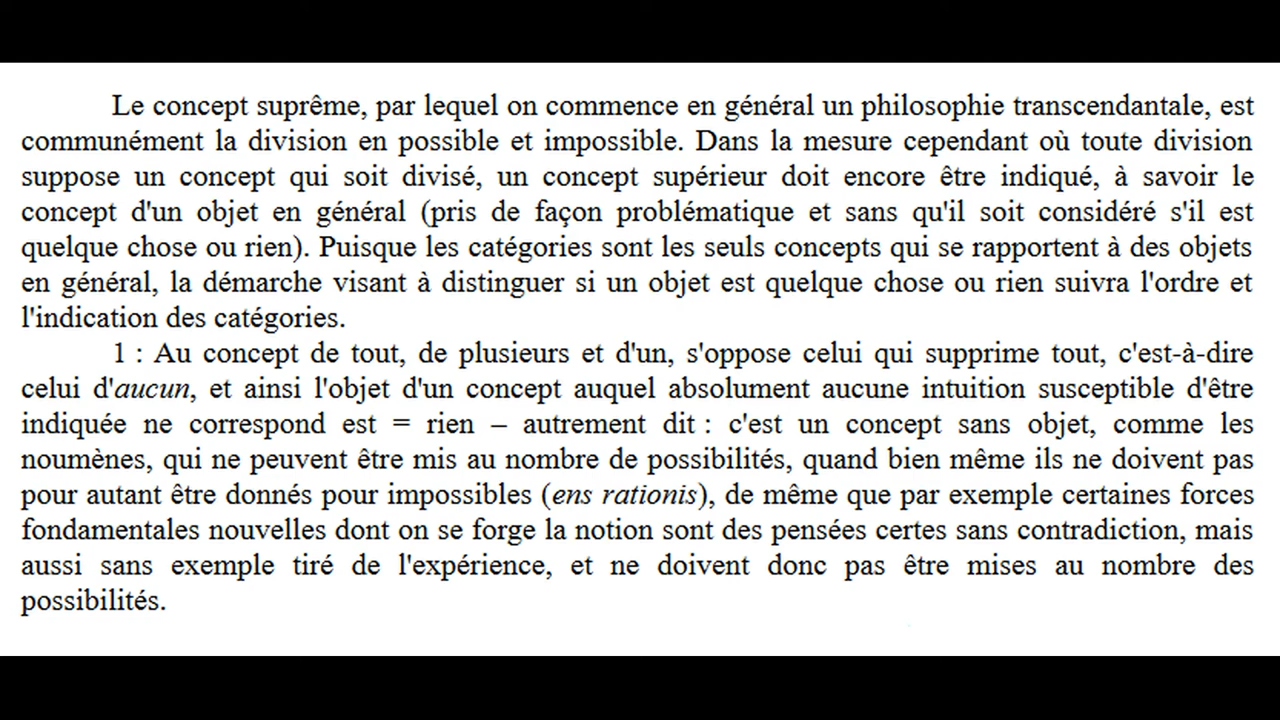 Le concept suprême, par lequel on commence en général un philosophie transcendantale, est
communément la division en possible et impossible. Dans la mesure cependant où toute division
suppose un concept qui soit divisé, un concept supérieur doit encore être indiqué, à savoir le
concept d'un objet en général (pris de façon problématique et sans qu'il soit considéré s'il est
quelque chose ou rien). Puisque les catégories sont les seuls concepts qui se rapportent à des objets
en général, la démarche visant à distinguer si un objet est quelque chose ou rien suivra l'ordre et
l'indication des catégories.
1 : Au concept de tout, de plusieurs et d'un, s'oppose celui qui supprime tout, c'est-à-dire
celui d'aucun, et ainsi l'objet d'un concept auquel absolument aucune intuition susceptible d'être
indiquée ne correspond est = rien – autrement dit : c'est un concept sans objet, comme les
noumènes, qui ne peuvent être mis au nombre de possibilités, quand bien même ils ne doivent pas
pour autant être donnés pour impossibles (ens rationis), de même que par exemple certaines forces
fondamentales nouvelles dont on se forge la notion sont des pensées certes sans contradiction, mais
aussi sans exemple tiré de l'expérience, et ne doivent donc pas être mises au nombre des
possibilités.